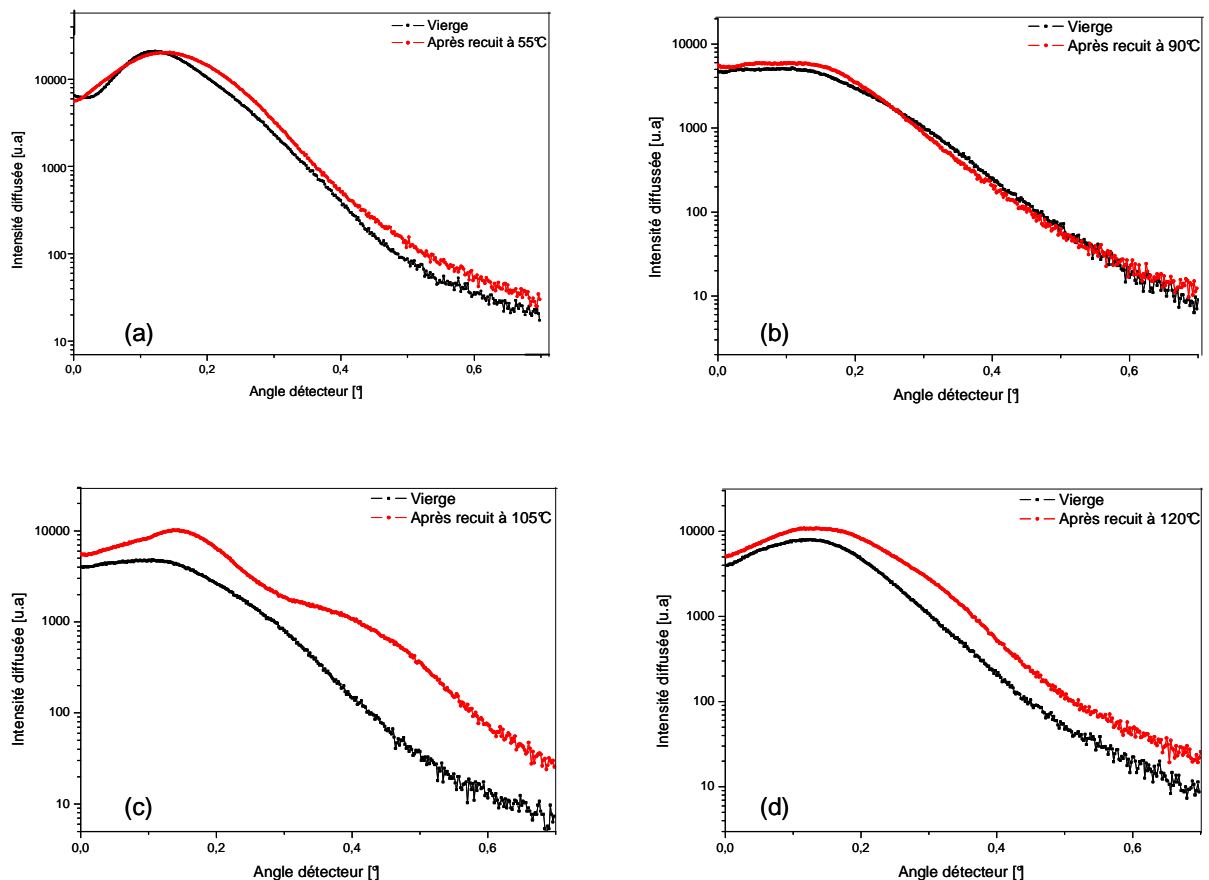 Vierge
Après recuit à 55°C
Intensité diffusée [u.a]
10000
1000
100
10
(a)
0,0
0,2
0,4
0,6
Angle détecteur [°]
Vierge
Après recuit à 90°C
Intensité diffussée [u.a]
10000
1000
100
10
(b)
0,0
0,2
0,4
0,6
Angle détecteur [°]
Vierge
Après recuit à 105°C
Intensité diffusée [u.a]
10000
1000
100
10
(c)
0,0
0,2
0,4
0,6
Angle détecteur [°]
Vierge
Après recuit à 120°C
Intensité diffusée [u.a]
10000
1000
100
10
(d)
0,0
0,2
0,4
0,6
Angle détecteur [°]